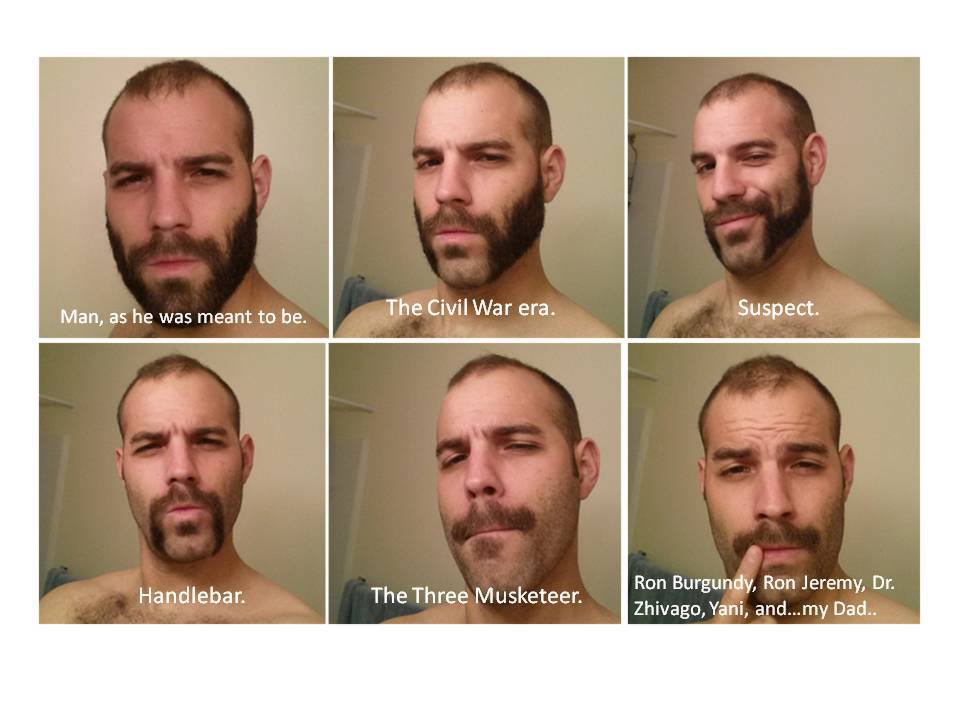 Man, as he was meant to be.
The Civil War era.
Suspect.
Handlebar.
The Three Musketeer.
Ron Burgundy, Ron Jeremy, Dr.
Zhivago, Yani, and...my Dad..